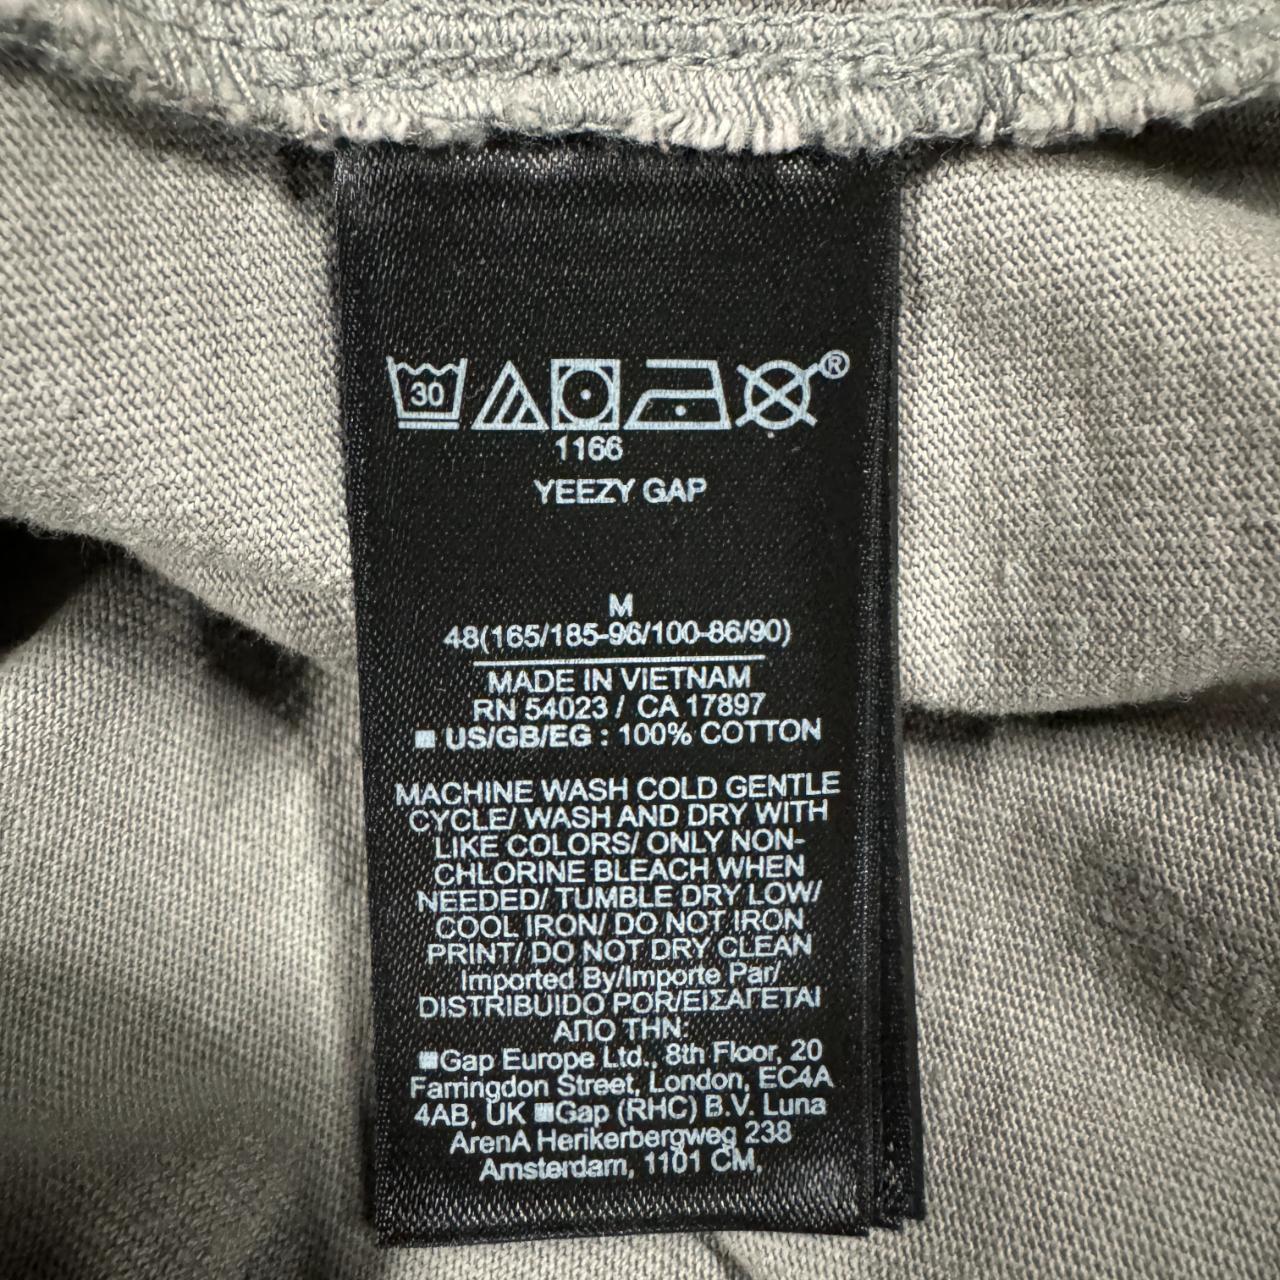 30 ®
1166
YEEZY GAP
M
48(165/185-96/100-86/90)
MADE IN VIETNAM
RN 54023 / CA 17897
US/GB/EG : 100% COTTON
MACHINE WASH COLD GENTLE
CYCLE/ WASH AND DRY WITH
LIKE COLORS/ ONLY NON-
CHLORINE BLEACH WHEN
NEEDED/ TUMBLE DRY LOW/
COOL IRON/ DO NOT IRON
PRINT/ DO NOT DRY CLEAN
Imported By/Importe Par/
DISTRIBUIDO POR/ΕΙΣΑΓΕΤΑΙ
ΑΠΟ ΤΗΝ:
Gap Europe Ltd., 8th Floor, 20
Farringdon Street, London, EC4A
4AB, UK Gap (RHC) B.V. Luna
ArenA Herikerbergweg 238
Amsterdam, 1101 CM,